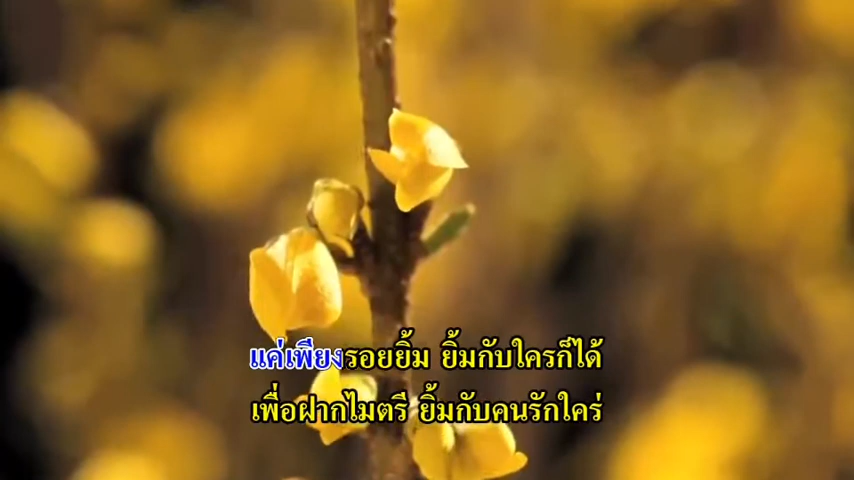 แค่เพียงรอยยิ้ม ยิ้มกับใครก็ได้
เพื่อฝากไมตรี ยิ้มกับคนรักใคร่